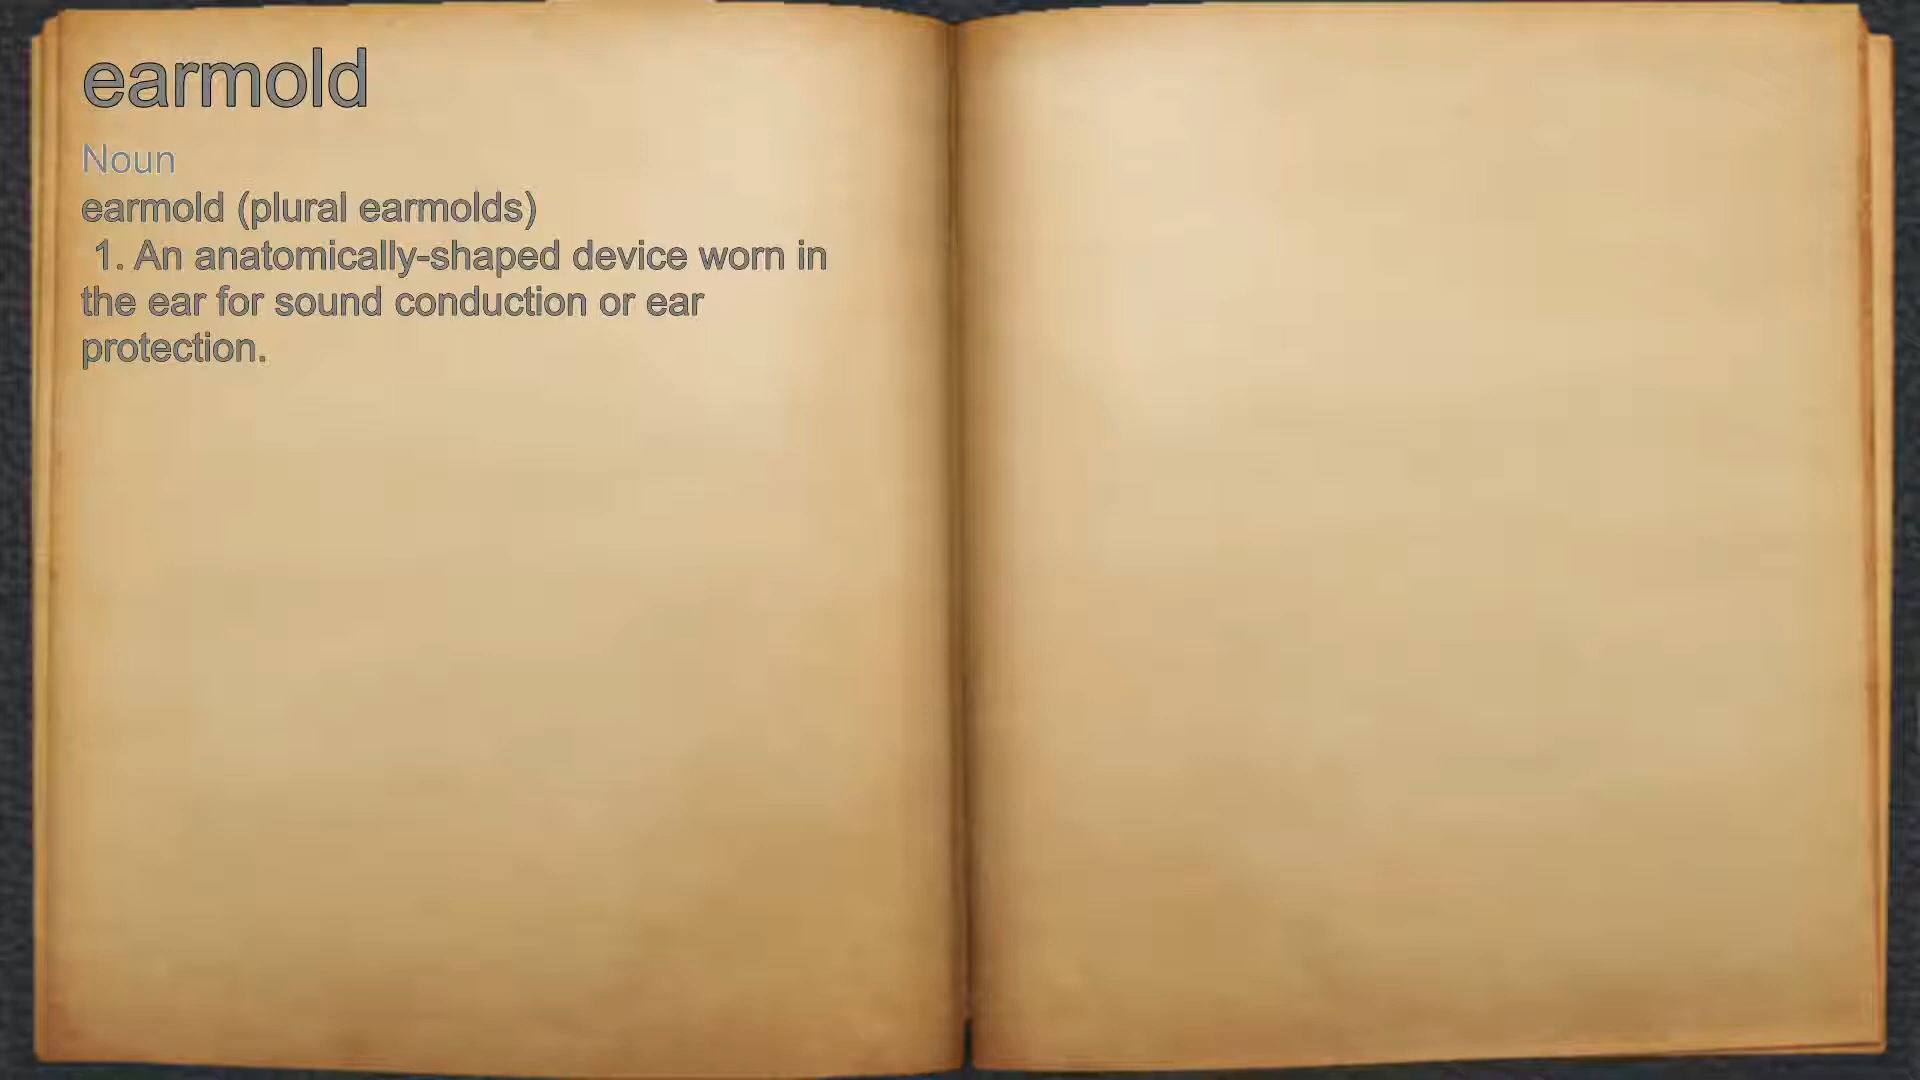 earmold
Noun
earmold (plural earmolds)
1. An anatomically-shaped device worn in
the ear for sound conduction or ear
protection.